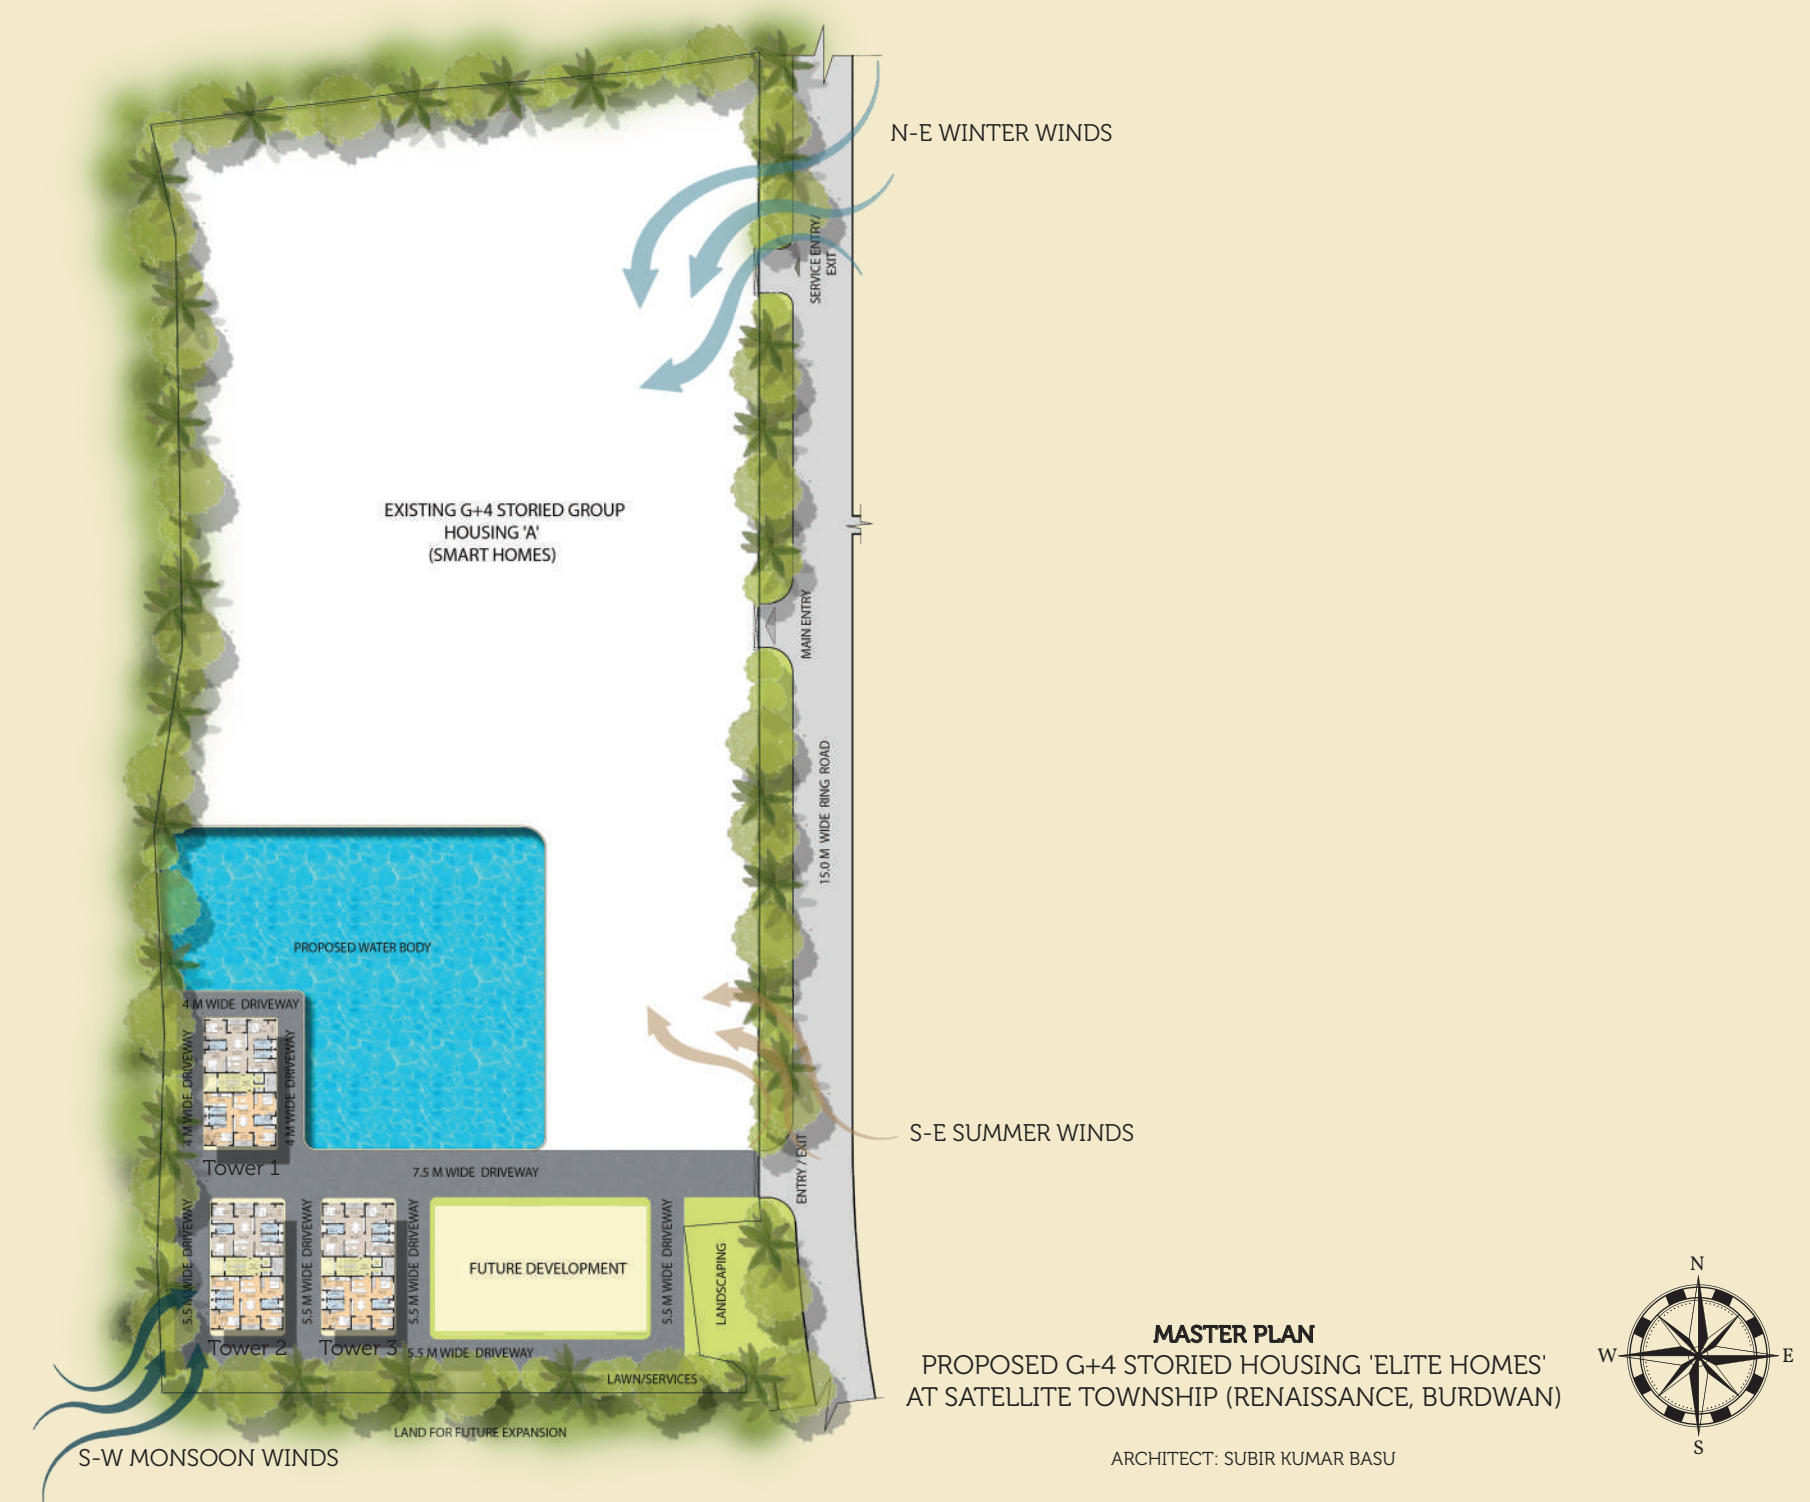 N-E WINTER WINDS
SERVICE ENTRY/
EXIT
EXISTING G+4 STORIED GROUP
HOUSING 'A'
(SMART HOMES)
MAIN ENTRY
15.0 M WIDE RING ROAD
PROPOSED WATER BODY
4 M WIDE DRIVEWAY
4 M WIDE DRIVEWAY
4 M WIDE DRIVEWAY
S-E SUMMER WINDS
ENTRY / EXIT
Tower 1
7.5 M WIDE DRIVEWAY
5.5 M WIDE DRIVEWAY
5.5 M WIDE DRIVEWAY
5.5 M WIDE DRIVEWAY
FUTURE DEVELOPMENT
5.5 M WIDE DRIVEWAY
LANDSCAPING
Tower 2
Tower 3
5.5 M WIDE DRIVEWAY
LAWN/SERVICES
LAND FOR FUTURE EXPANSION
S-W MONSOON WINDS
MASTER PLAN
PROPOSED G+4 STORIED HOUSING 'ELITE HOMES'
AT SATELLITE TOWNSHIP (RENAISSANCE, BURDWAN)
ARCHITECT: SUBIR KUMAR BASU
N
W
E
S